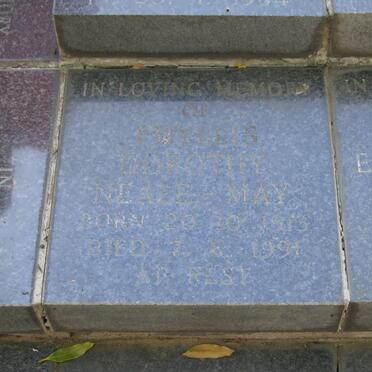 IN LOVING MEMORY
OF
PHYLLIS
DOROTHY
NEALE - MAY
BORN 20. 10. 1915
DIED 7. 8. 1991
AT REST